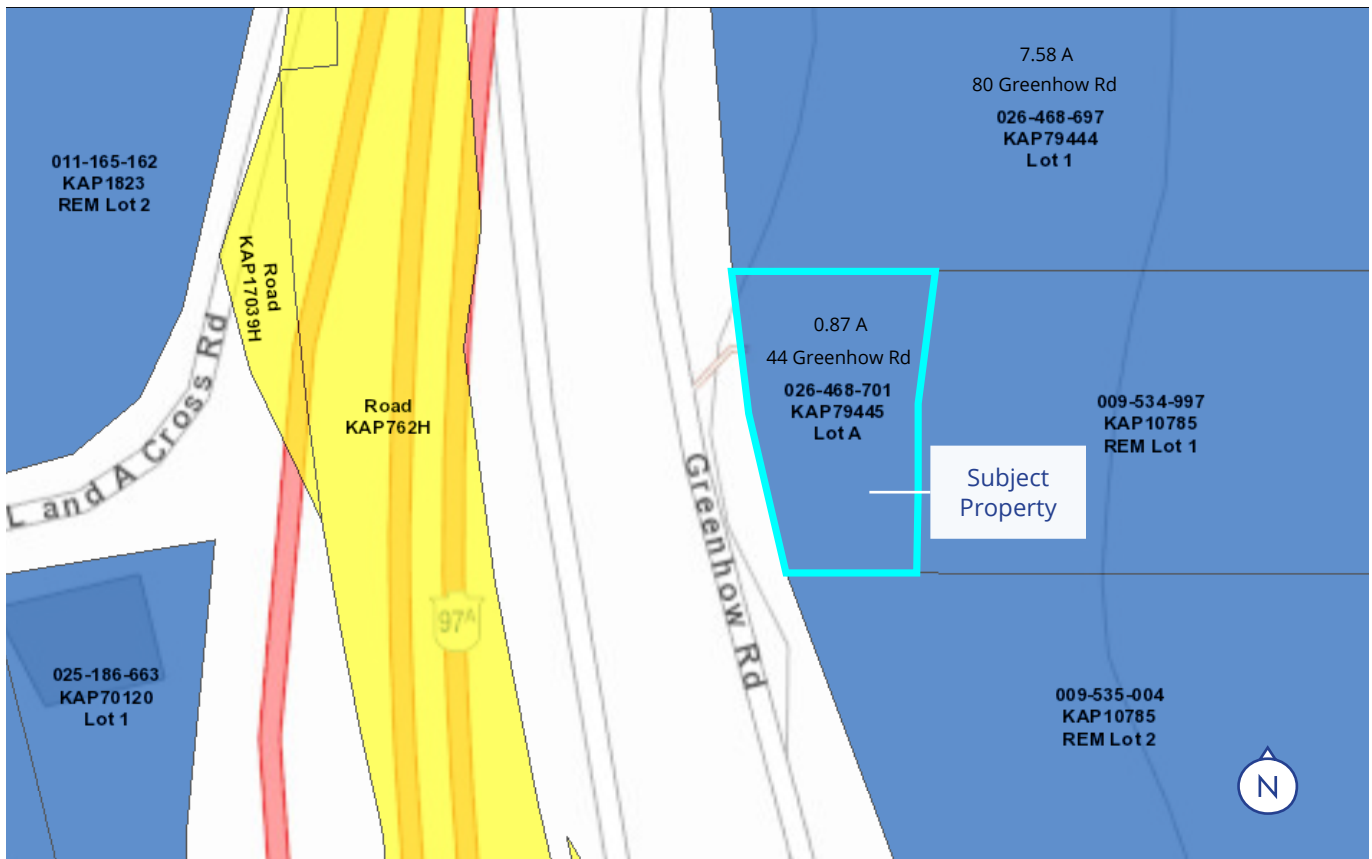 7.58 A
80 Greenhow Rd
026-468-697
KAP79444
Lot 1
011-165-162
KAP1823
REM Lot 2
Road
KAP17039H
L and A Cross Rd
Road
KAP762H
0.87 A
44 Greenhow Rd
026-468-701
KAP79445
Lot A
009-534-997
KAP10785
REM Lot 1
Subject
Property
Greenhow Rd
97A
025-186-663
KAP70120
Lot 1
009-535-004
KAP10785
REM Lot 2
N